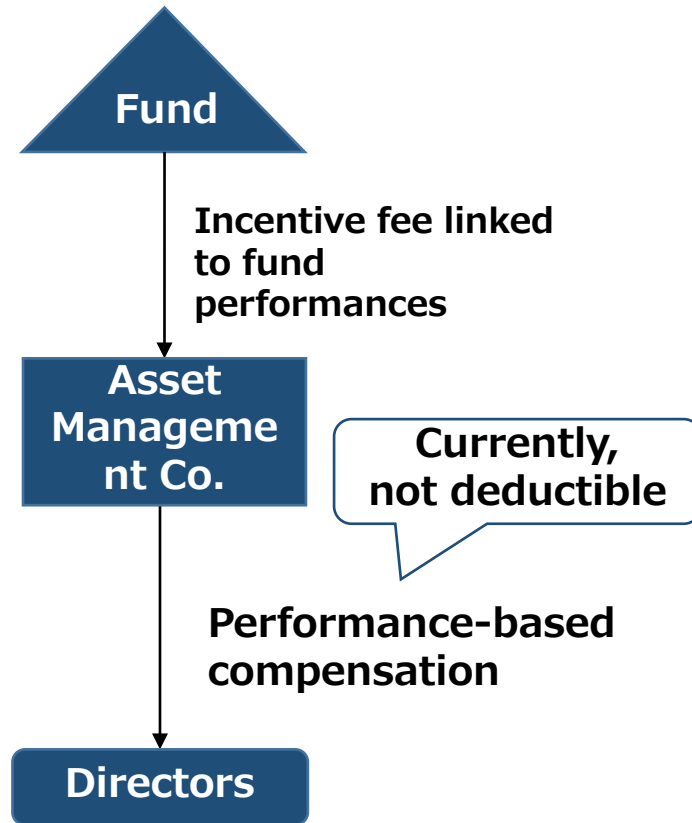 Fund
Incentive fee linked
to fund
performances
Asset
Manageme
nt Co.
Currently,
not deductible
Performance-based
compensation
Directors